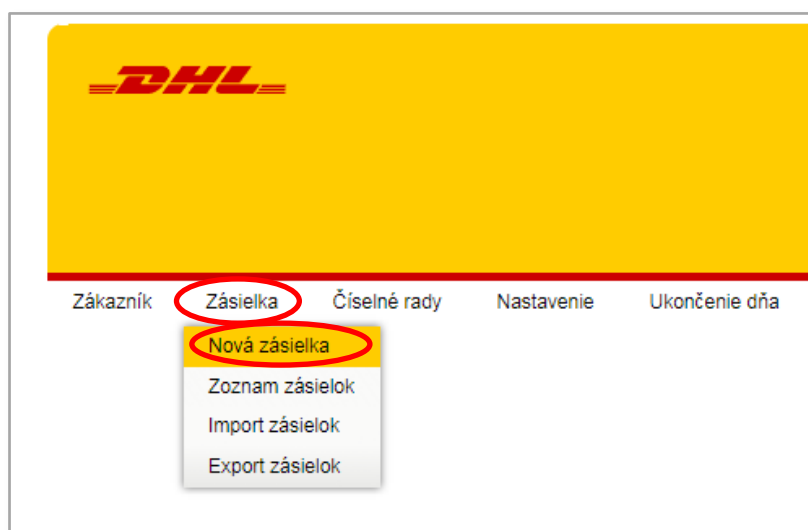 DHL
Zákazník Zásielka Číselné rady Nastavenie Ukončenie dňa
Nová zásielka
Zoznam zásielok
Import zásielok
Export zásielok